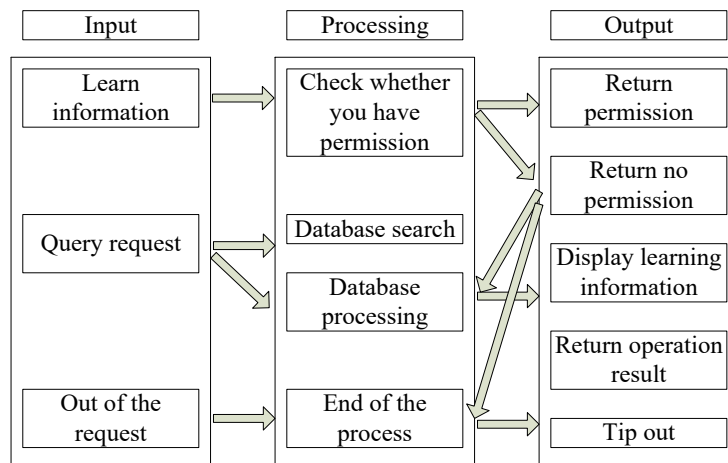 Input
Processing
Output
Learn
information
Check whether
you have
permission
Return
permission
Return no
permission
Query request
Database search
Database
processing
Display learning
information
Return operation
result
Out of the
request
End of the
process
Tip out